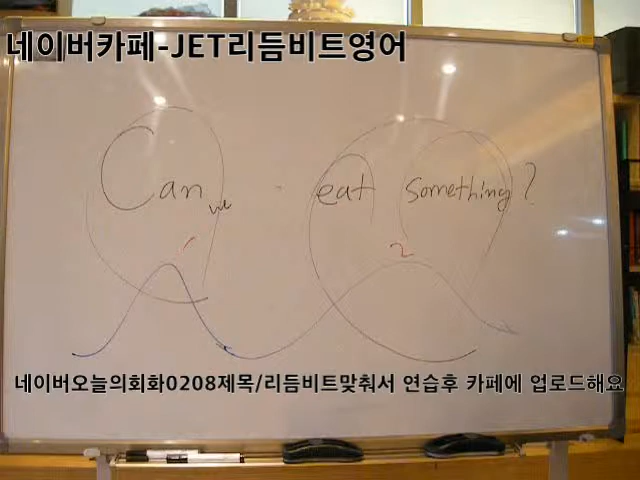 네이버카페-JET리듬비트영어
Can we eat something?
1 2
네이버오늘의회화0208제목/리듬비트맞춰서 연습후 카페에 업로드해요